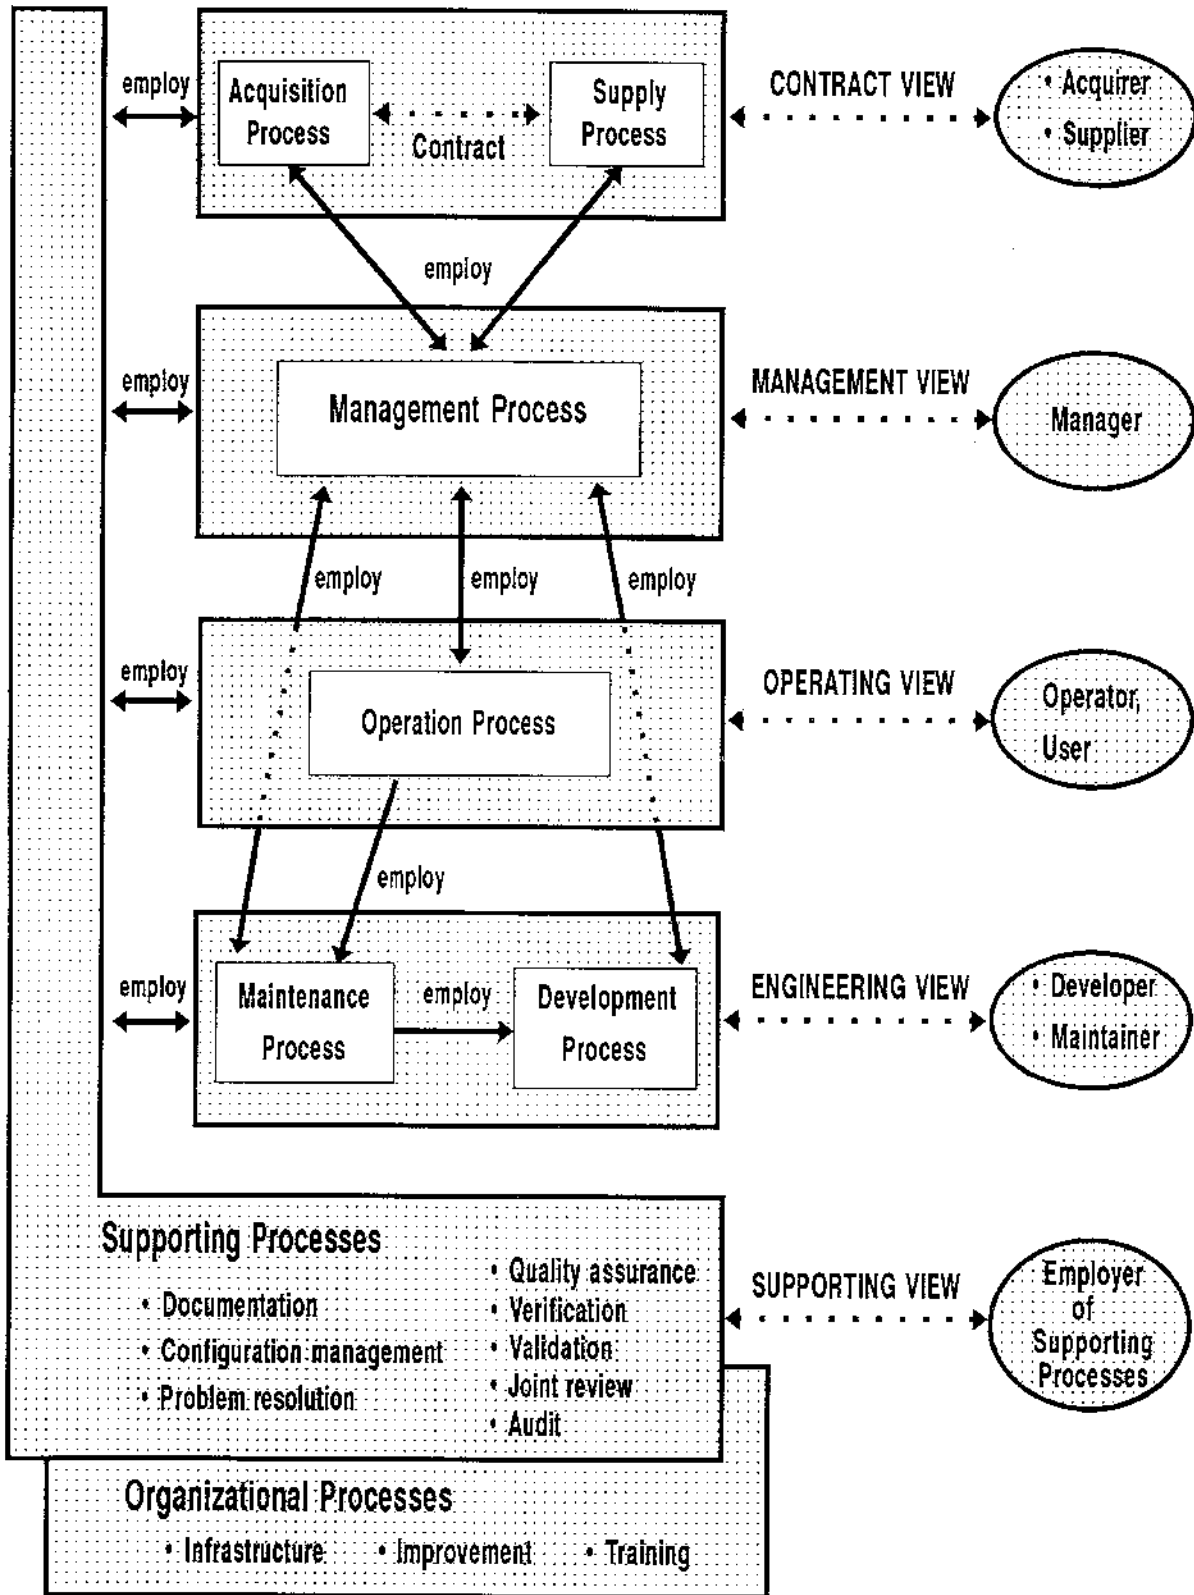 employ
Acquisition
Process
Contract
Supply
Process
CONTRACT VIEW
• Acquirer
• Supplier
employ
employ
Management Process
MANAGEMENT VIEW
Manager
employ
employ
employ
employ
Operation Process
OPERATING VIEW
Operator,
User
employ
employ
Maintenance
Process
employ
Development
Process
ENGINEERING VIEW
• Developer
• Maintainer
Supporting Processes
• Documentation
• Configuration management
• Problem resolution
• Quality assurance
• Verification
• Validation
• Joint review
• Audit
SUPPORTING VIEW
Employer
of
Supporting
Processes
Organizational Processes
• Infrastructure • Improvement • Training